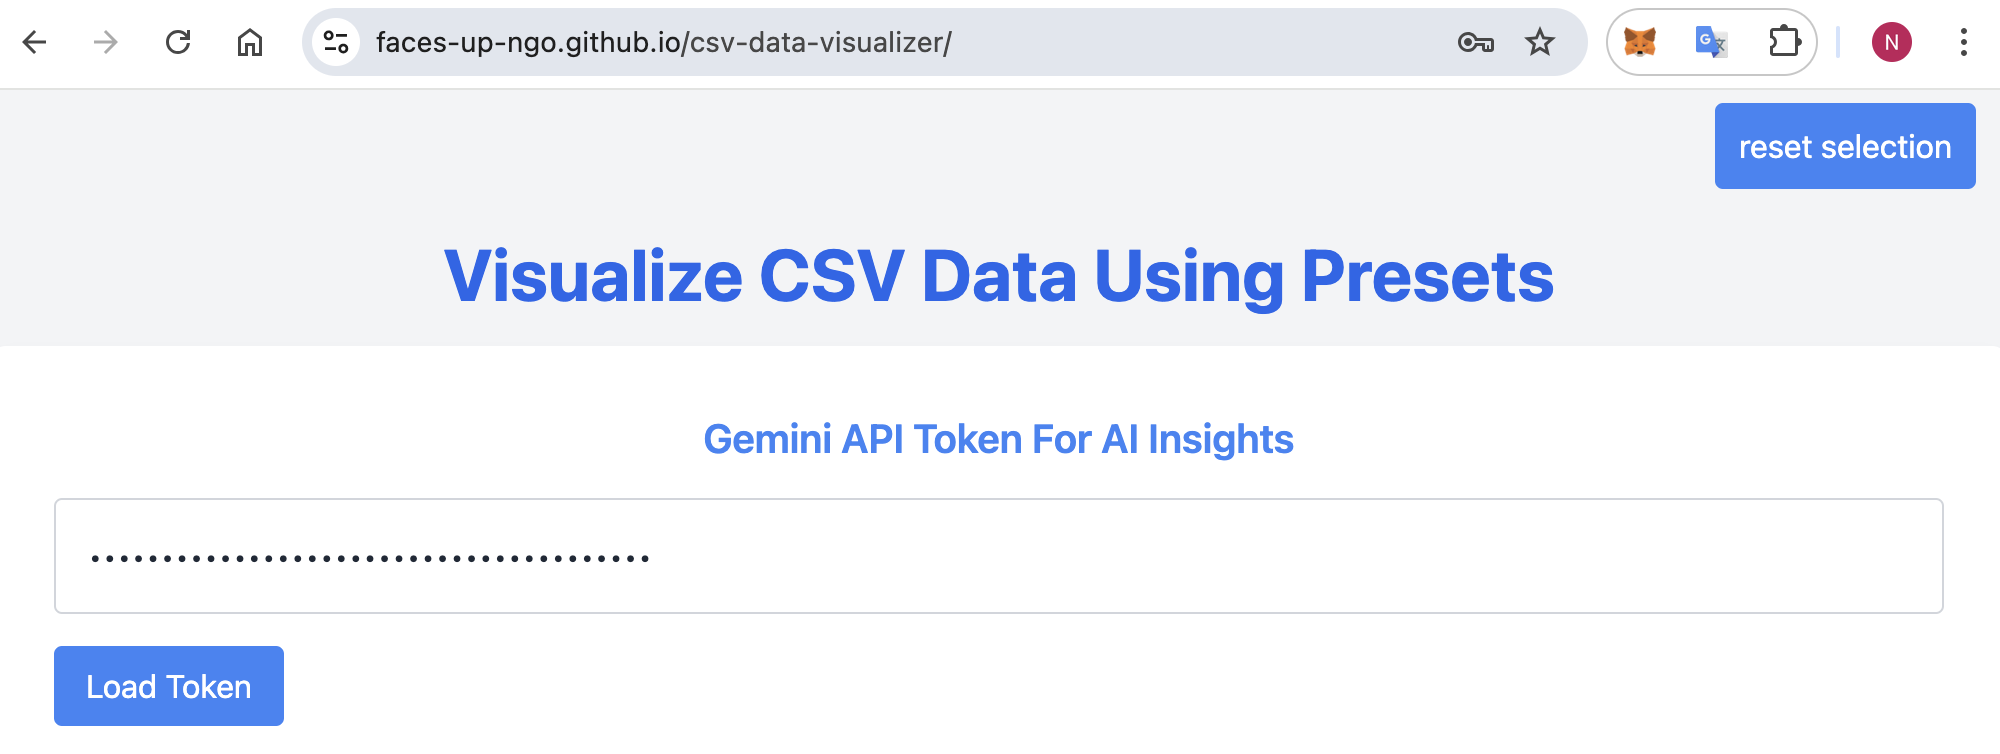 faces-up-ngo.github.io/csv-data-visualizer/
G 文
N
reset selection
Visualize CSV Data Using Presets
Gemini API Token For AI Insights
•••••••••••••••••••••••••••••••••••••••
Load Token